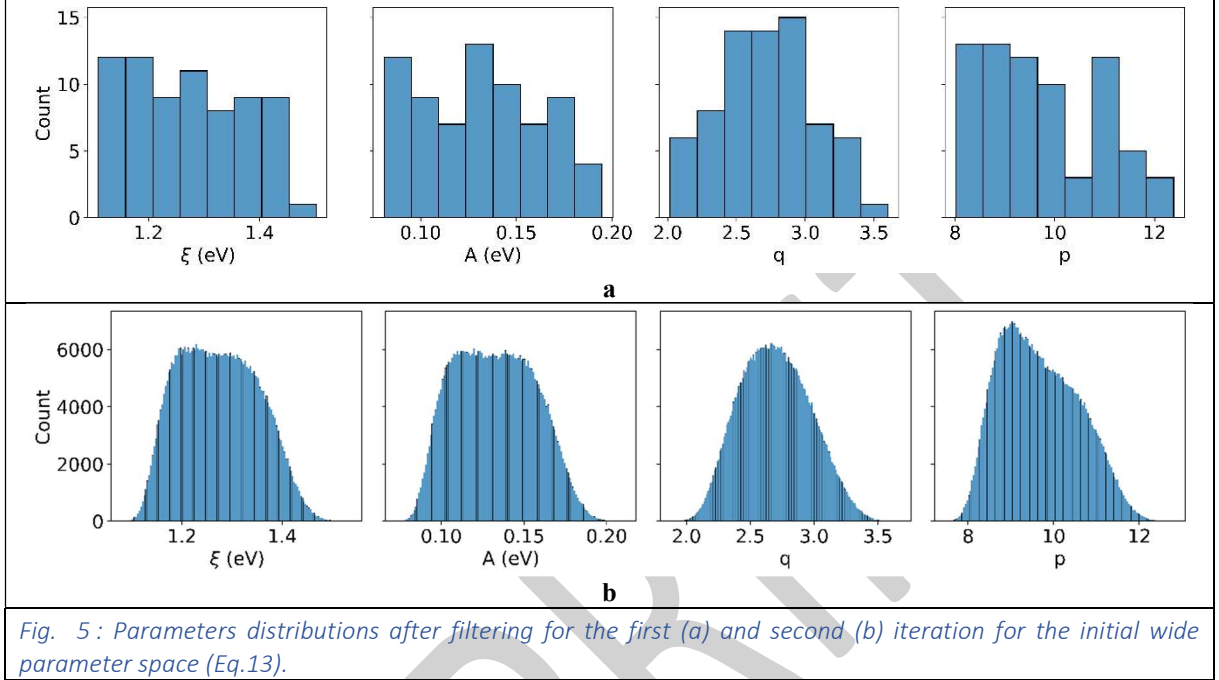 15
10
5
0
Count
1.2 1.4
ξ (eV)
0.10 0.15 0.20
A (eV)
2.0 2.5 3.0 3.5
q
8 10 12
p
a
6000
4000
2000
0
Count
1.2 1.4
ξ (eV)
0.10 0.15 0.20
A (eV)
2.0 2.5 3.0 3.5
q
8 10 12
p
b
Fig. 5 : Parameters distributions after filtering for the first (a) and second (b) iteration for the initial wide
parameter space (Eq.13).